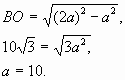 BO = √((2a)² − a²),
10√3 = √(3a²),
a = 10.